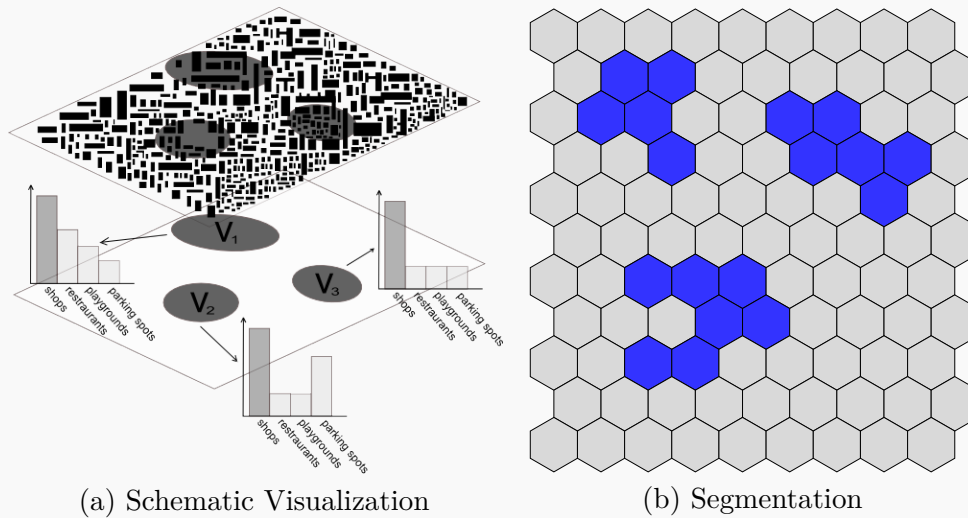 V1
shops
restraurants
playgrounds
parking spots
V2
V3
shops
restraurants
playgrounds
parking spots
shops
restraurants
playgrounds
parking spots
(a) Schematic Visualization
(b) Segmentation